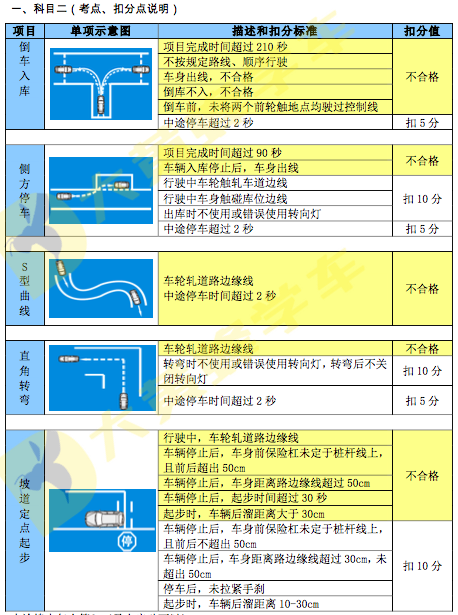 一、科目二（考点、扣分点说明）
项目 单项示意图 描述和扣分标准 扣分值
倒车入库
项目完成时间超过 210 秒
不按规定路线、顺序行驶
车身出线，不合格
倒库不入，不合格
倒车前，未将两个前轮触地点均驶过控制线
不合格
中途停车超过 2 秒 扣 5 分
侧方停车
项目完成时间超过 90 秒
车辆入库停止后，车身出线
不合格
行驶中车轮触轧车道边线
行驶中车身触碰库位边线
出库时不使用或错误使用转向灯
扣 10 分
中途停车超过 2 秒 扣 5 分
S型曲线
车轮轧道路边缘线
中途停车时间超过 2 秒
不合格
直角转弯
车轮轧道路边缘线 不合格
转弯时不使用或错误使用转向灯，转弯后不关
闭转向灯
扣 10 分
中途停车时间超过 2 秒 扣 5 分
坡道定点起步
停
行驶中，车轮轧道路边缘线
车辆停止后，车身前保险杠未定于桩杆线上，
且前后超出 50cm
车辆停止后，车身距离路边缘线超过 50cm
车辆停止后，起步时间超过 30 秒
起步时，车辆后溜距离大于 30cm
不合格
车辆停止后，车身前保险杠未定于桩杆线上，
且前后不超出 50cm
车辆停止后，车身距离路边缘线超过 30cm，未
超出 50cm
停车后，未拉紧手刹
起步时，车辆后溜距离 10-30cm
扣 10 分